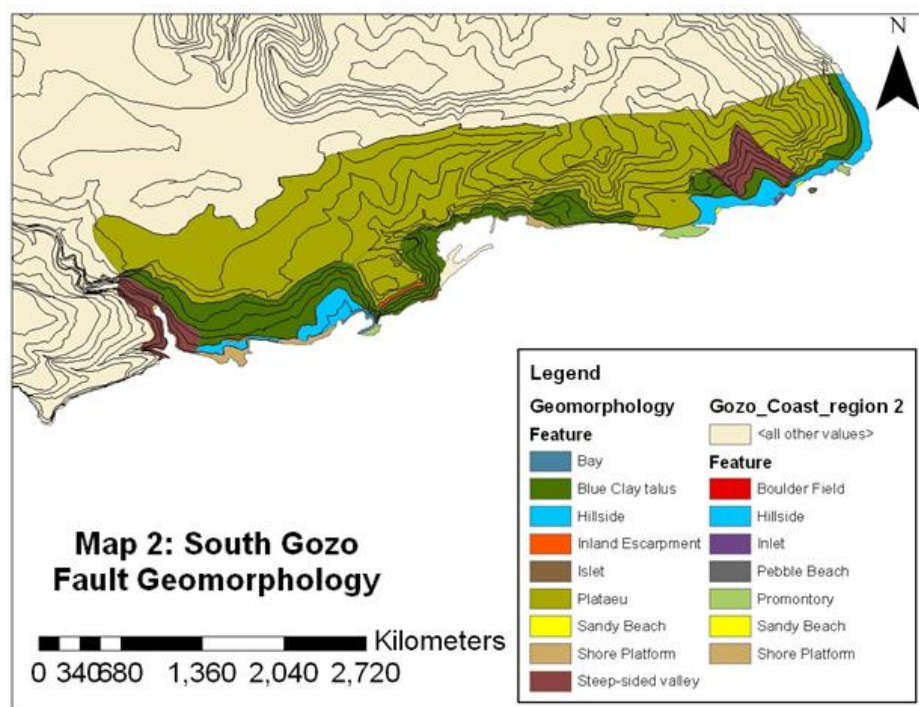 N
Legend
Geomorphology
Feature
Bay
Blue Clay talus
Hillside
Inland Escarpment
Islet
Plataeu
Sandy Beach
Shore Platform
Steep-sided valley
Gozo_Coast_region 2
<all other values>
Feature
Boulder Field
Hillside
Inlet
Pebble Beach
Promontory
Sandy Beach
Shore Platform
Map 2: South Gozo
Fault Geomorphology
Kilometers
0 340 680 1,360 2,040 2,720